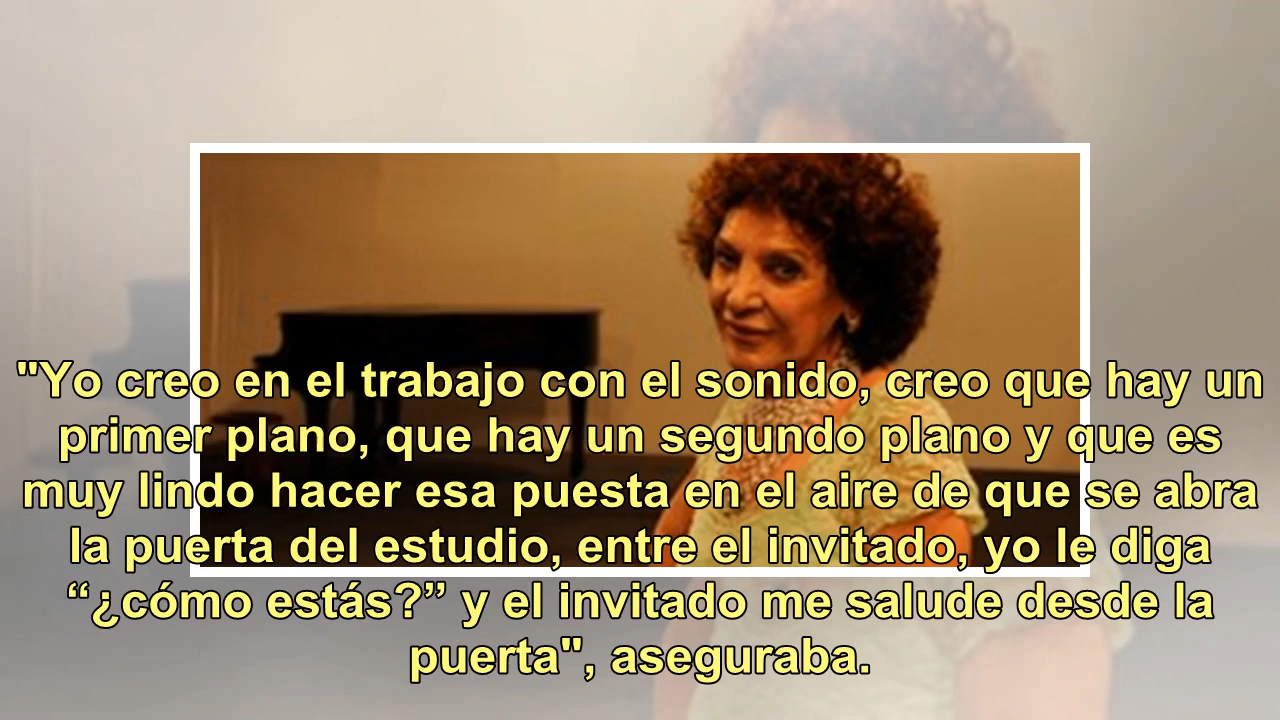 "Yo creo en el trabajo con el sonido, creo que hay un
primer plano, que hay un segundo plano y que es
muy lindo hacer esa puesta en el aire de que se abra
la puerta del estudio, entre el invitado, yo le diga
“¿cómo estás?” y el invitado me salude desde la
puerta", aseguraba.